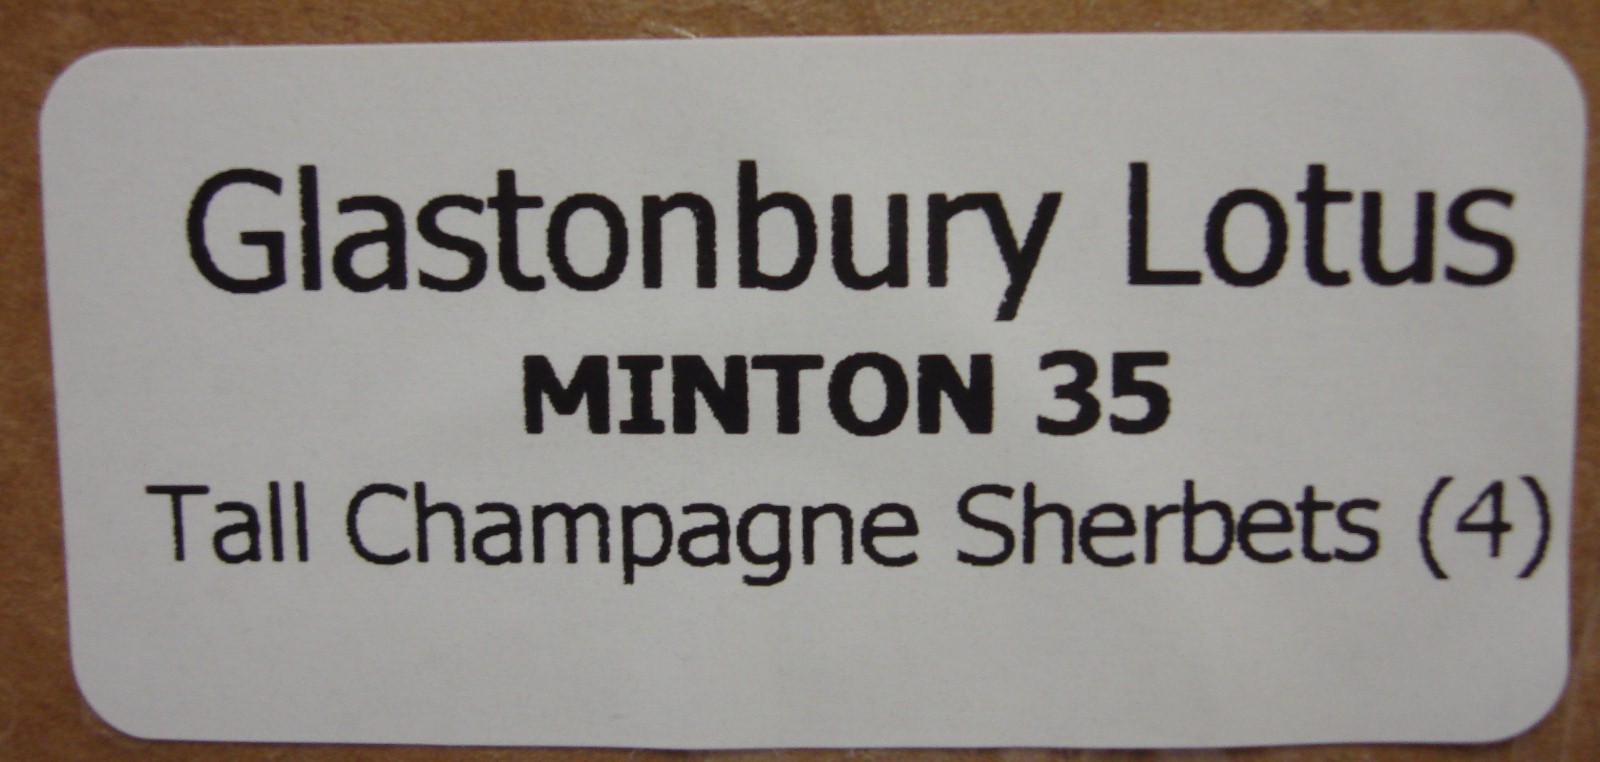 Glastonbury Lotus
MINTON 35
Tall Champagne Sherbets (4)